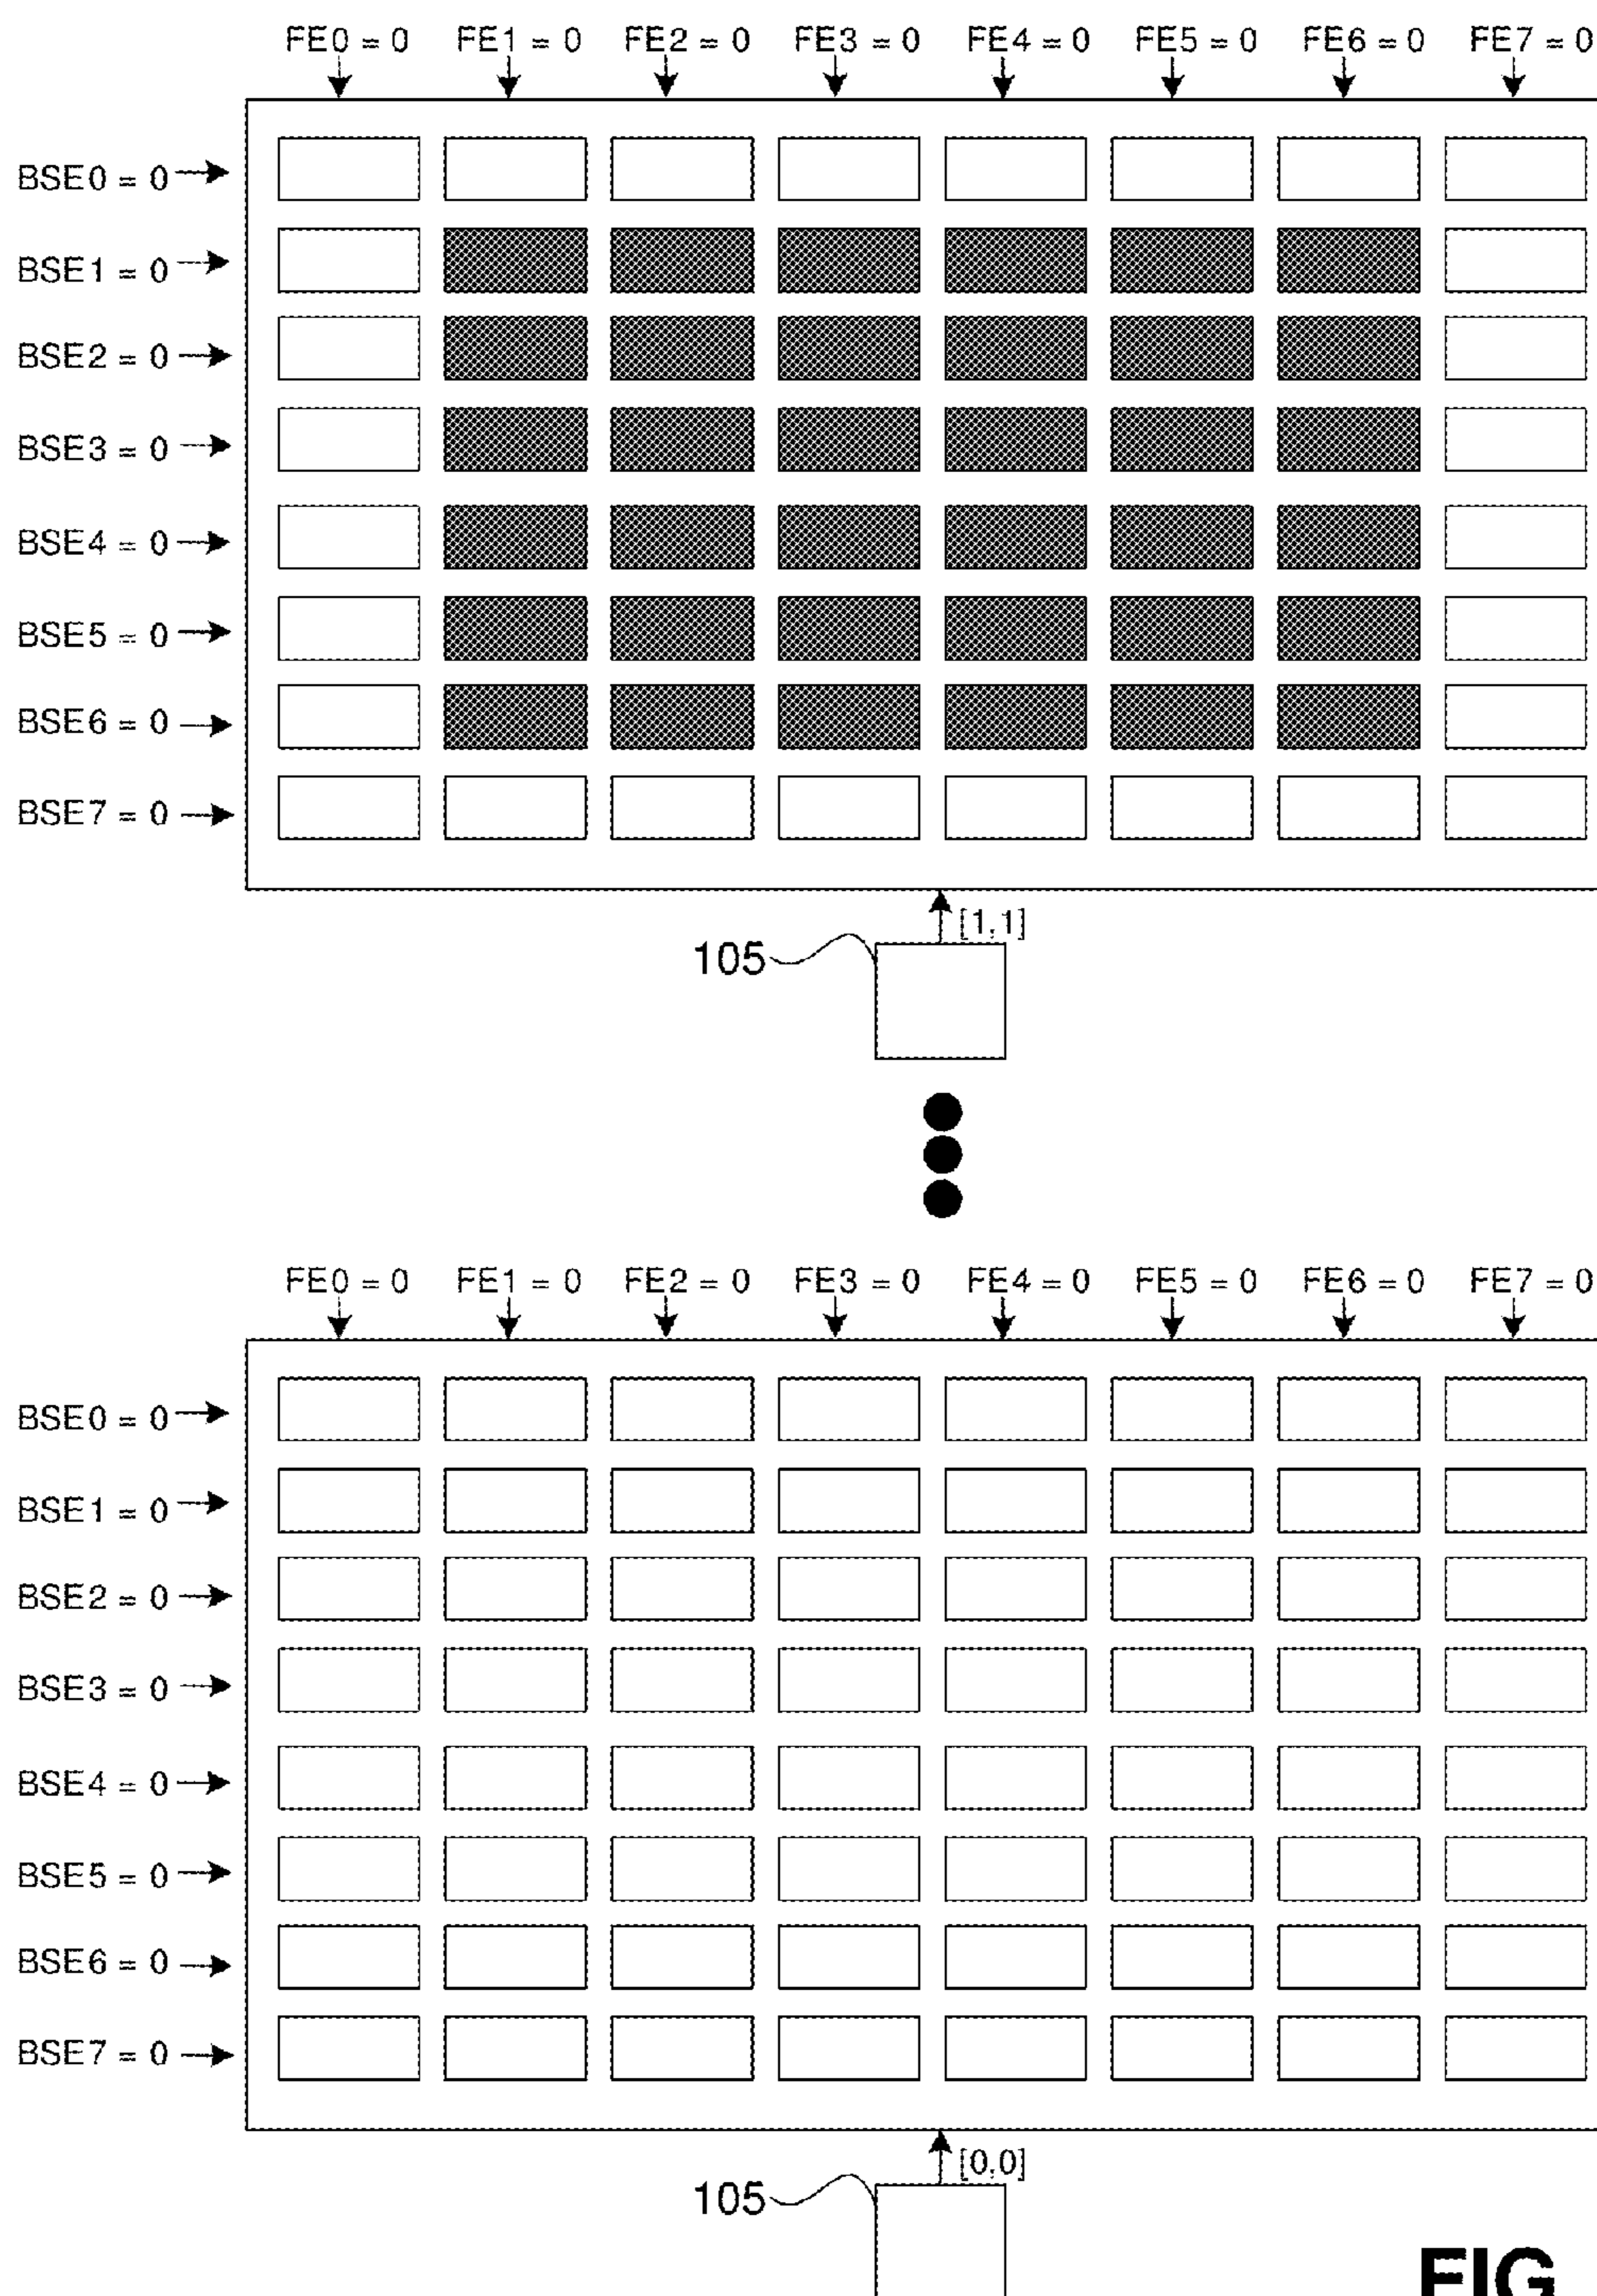 FE0 = 0 FE1 = 0 FE2 = 0 FE3 = 0 FE4 = 0 FE5 = 0 FE6 = 0 FE7 = 0
BSE0 = 0
BSE1 = 0
BSE2 = 0
BSE3 = 0
BSE4 = 0
BSE5 = 0
BSE6 = 0
BSE7 = 0
[1,1]
105
FE0 = 0 FE1 = 0 FE2 = 0 FE3 = 0 FE4 = 0 FE5 = 0 FE6 = 0 FE7 = 0
BSE0 = 0
BSE1 = 0
BSE2 = 0
BSE3 = 0
BSE4 = 0
BSE5 = 0
BSE6 = 0
BSE7 = 0
[0,0]
105
FIG